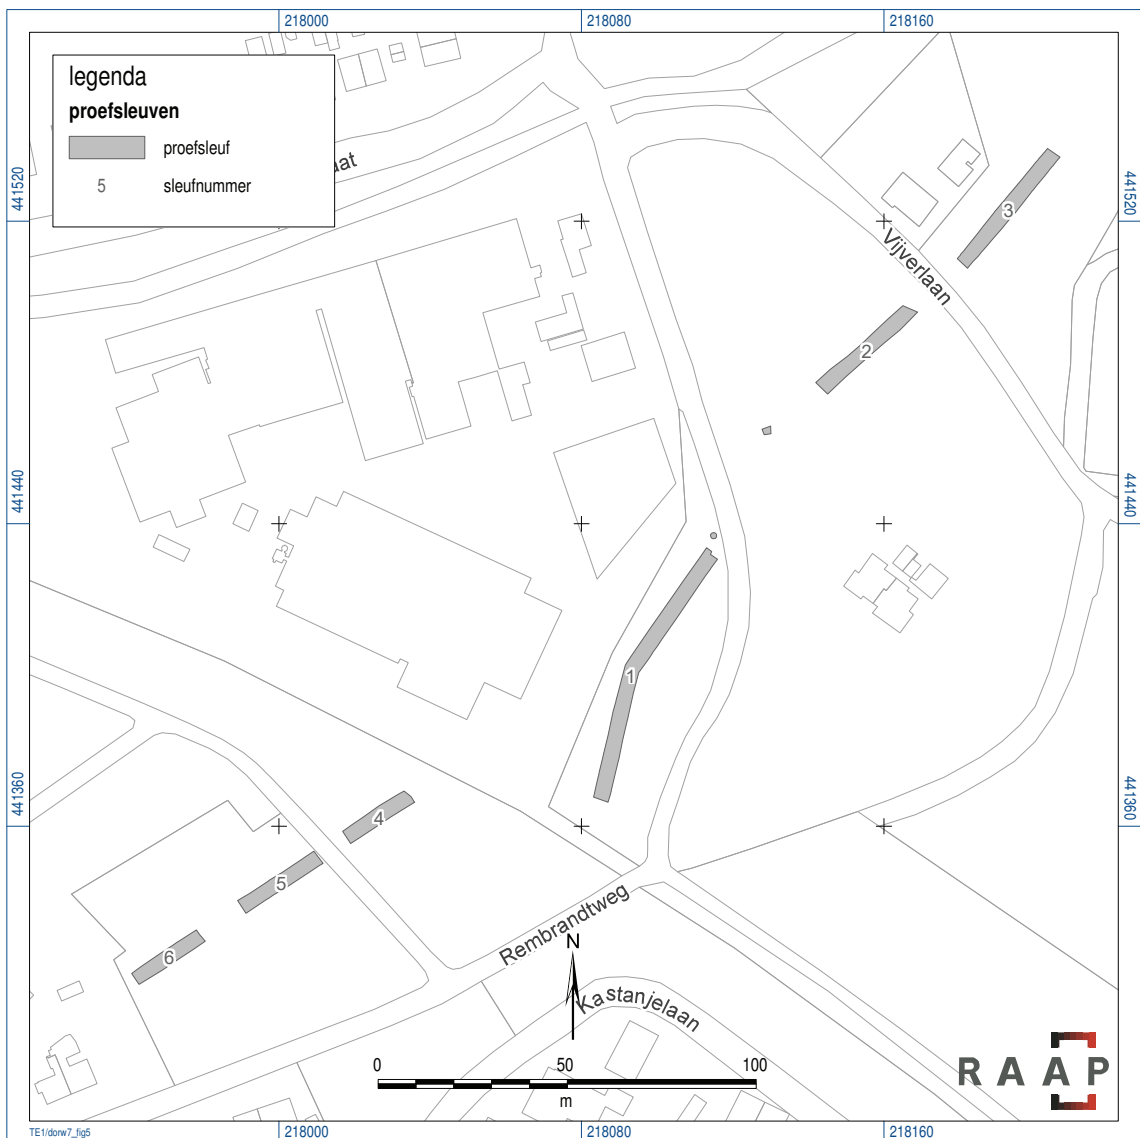 218000
218080
218160
legenda
proefsleuven
proefsleuf
5 sleufnummer
aat
441520
441520
3
Vijverlaan
2
441440
441440
1
441360
441360
4
5
6
Rembrandtweg
N
Kastanjelaan
0 50 100
m
RAAP
TE1/dorw7_fig5
218000
218080
218160